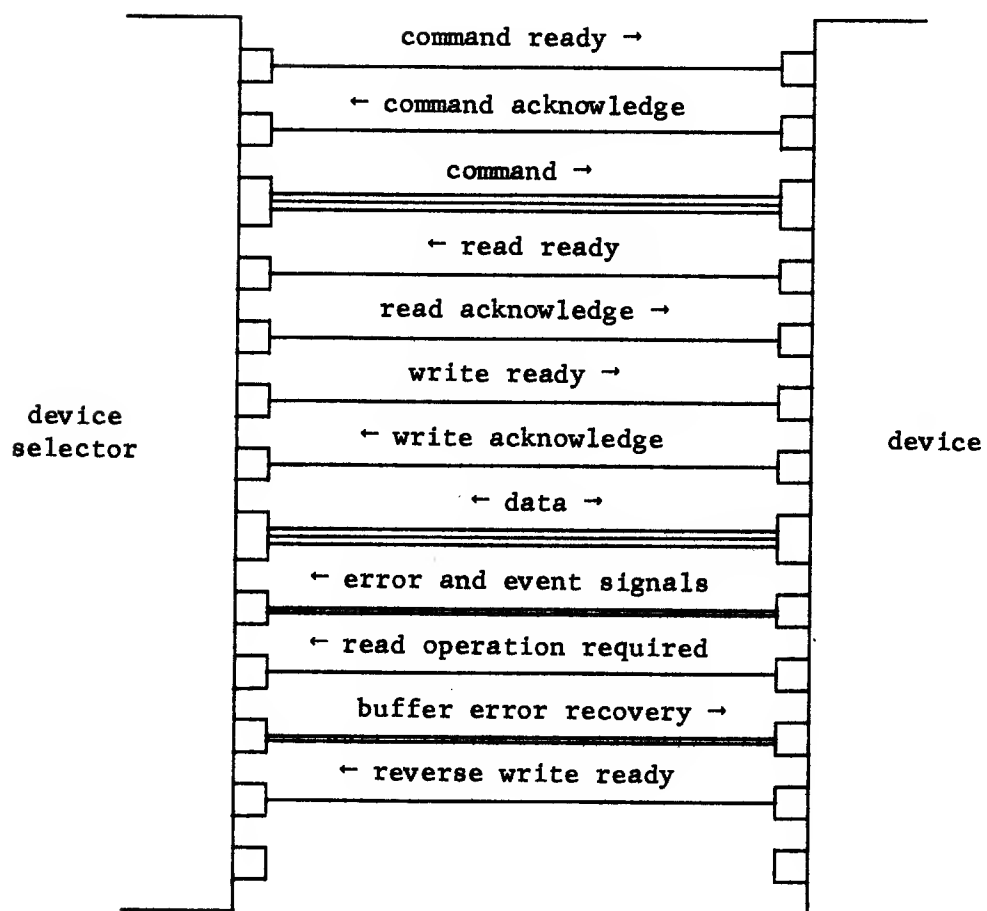 command ready →
← command acknowledge
command →
← read ready
read acknowledge →
write ready →
← write acknowledge
device
selector
device
← data →
← error and event signals
← read operation required
buffer error recovery →
← reverse write ready